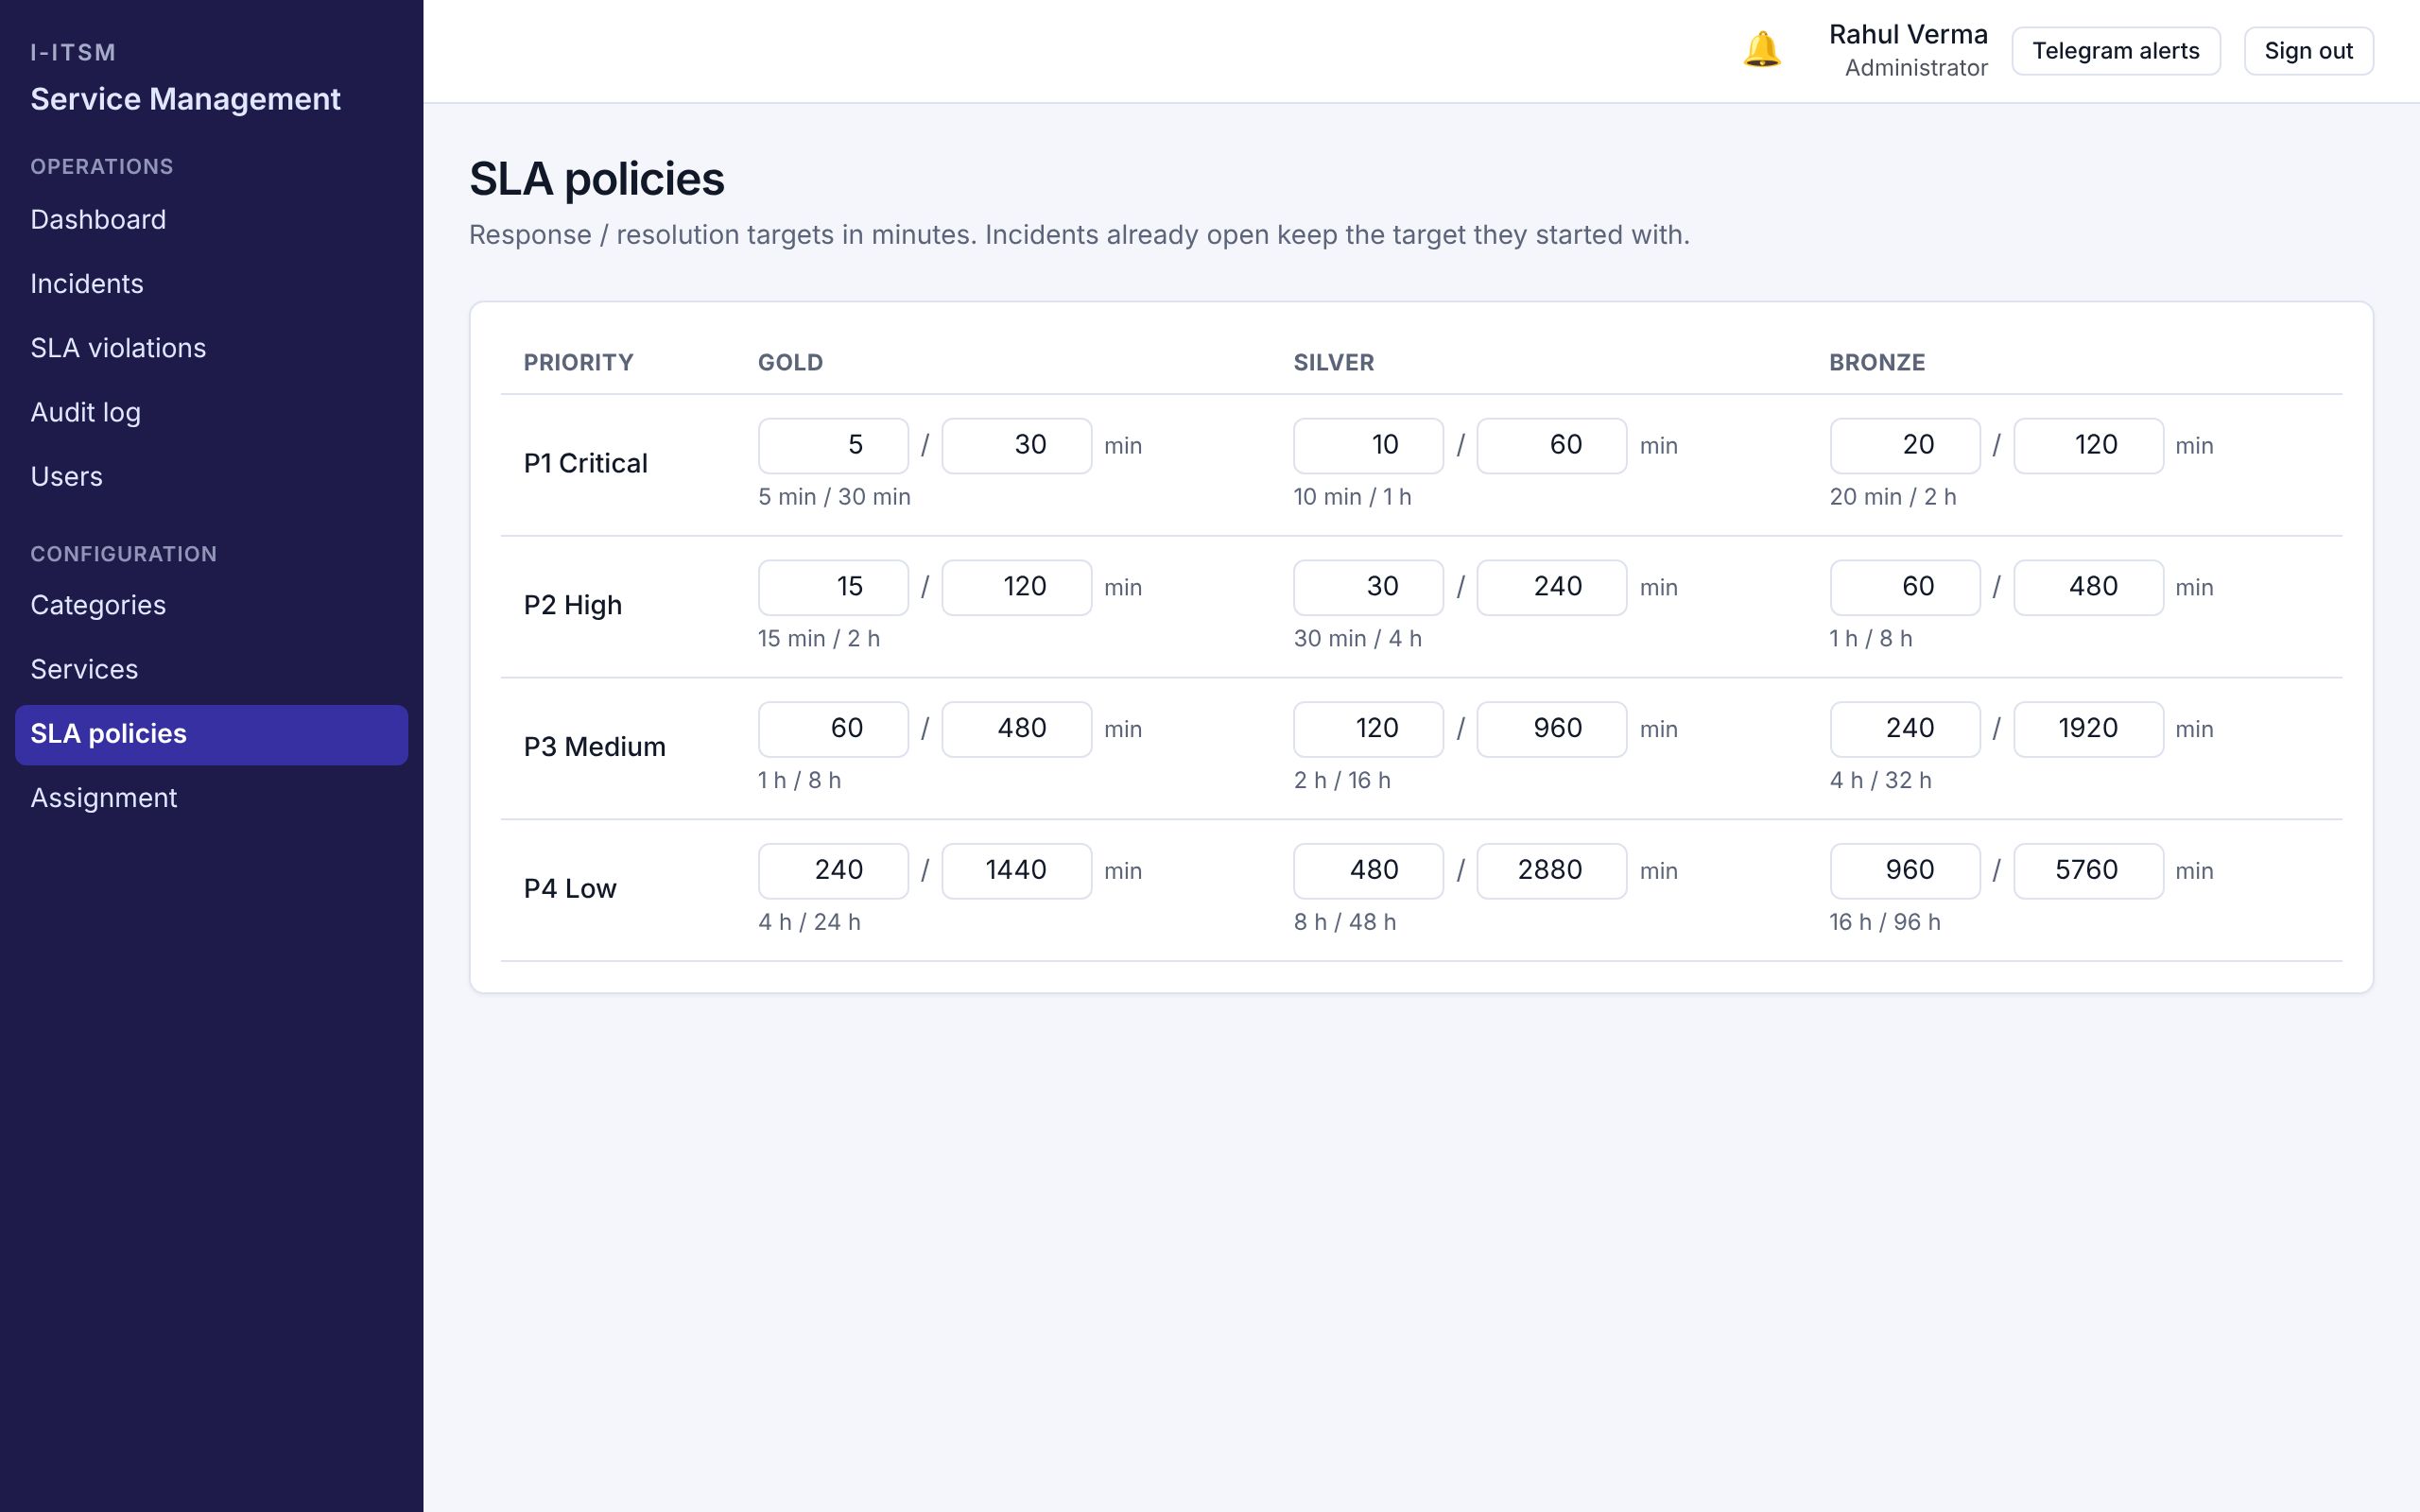 I-ITSM
Service Management
OPERATIONS
Dashboard
Incidents
SLA violations
Audit log
Users
CONFIGURATION
Categories
Services
SLA policies
Assignment
Rahul Verma
Administrator
Telegram alerts
Sign out
SLA policies
Response / resolution targets in minutes. Incidents already open keep the target they started with.
PRIORITY GOLD SILVER BRONZE
P1 Critical
5 / 30 min
5 min / 30 min
10 / 60 min
10 min / 1 h
20 / 120 min
20 min / 2 h
P2 High
15 / 120 min
15 min / 2 h
30 / 240 min
30 min / 4 h
60 / 480 min
1 h / 8 h
P3 Medium
60 / 480 min
1 h / 8 h
120 / 960 min
2 h / 16 h
240 / 1920 min
4 h / 32 h
P4 Low
240 / 1440 min
4 h / 24 h
480 / 2880 min
8 h / 48 h
960 / 5760 min
16 h / 96 h